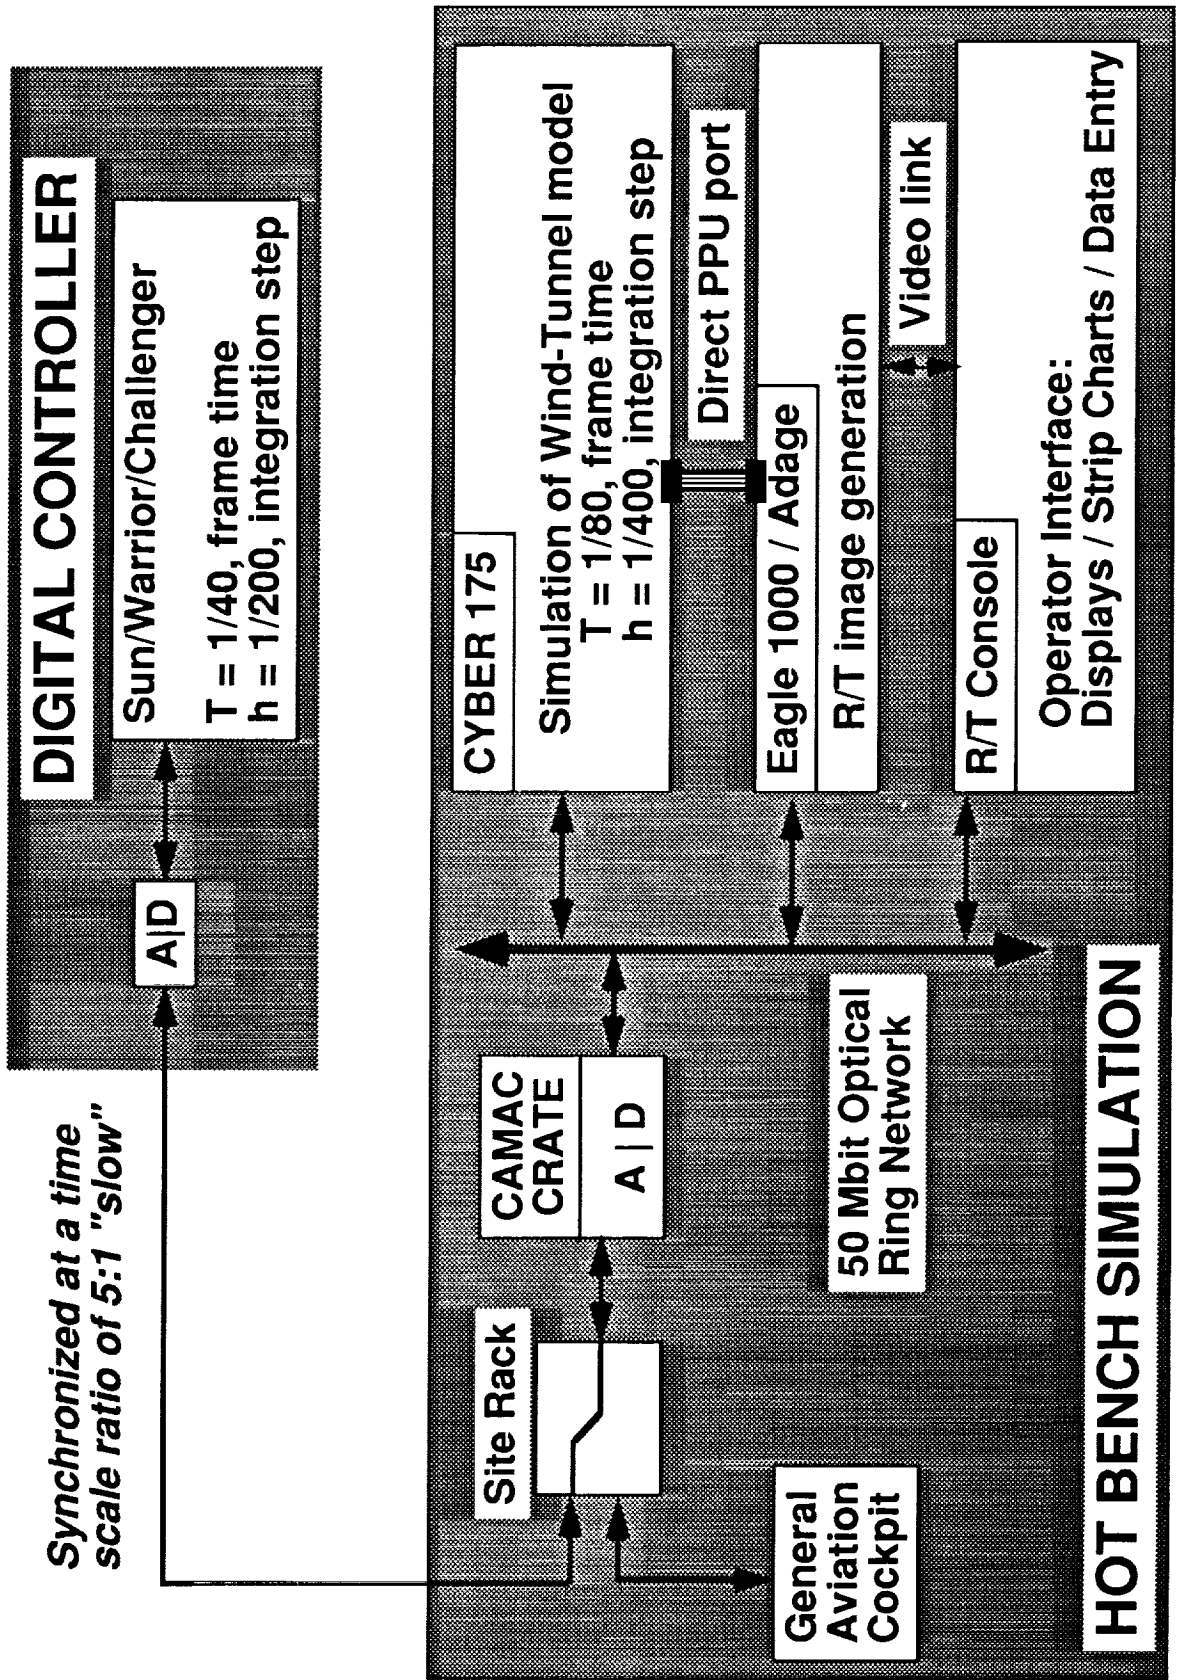 Synchronized at a time
scale ratio of 5:1 "slow"
DIGITAL CONTROLLER
A|D
Sun/Warrior/Challenger
T = 1/40, frame time
h = 1/200, integration step
Site Rack
CAMAC
CRATE
A | D
General
Aviation
Cockpit
50 Mbit Optical
Ring Network
CYBER 175
Simulation of Wind-Tunnel model
T = 1/80, frame time
h = 1/400, integration step
Direct PPU port
Eagle 1000 / Adage
R/T image generation
Video link
R/T Console
Operator Interface:
Displays / Strip Charts / Data Entry
HOT BENCH SIMULATION